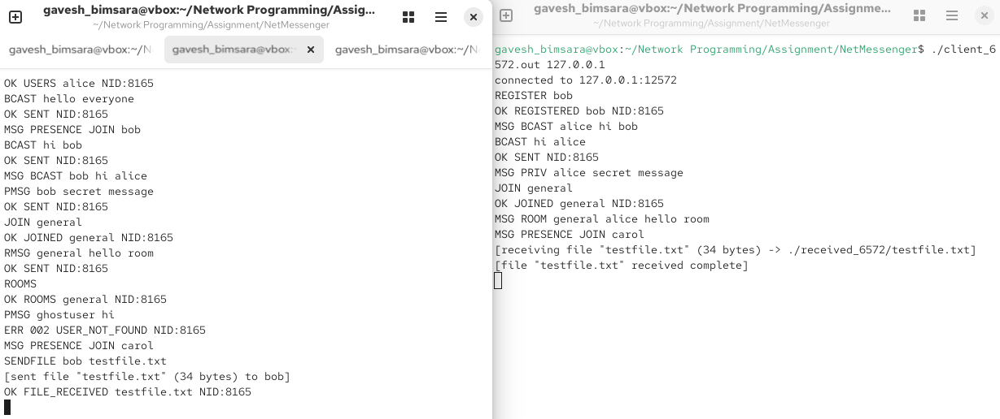 gavesh_bimsara@vbox:~/Network Programming/Assig...
~/Network Programming/Assignment/NetMessenger
gavesh_bimsara@vbox:~/N
gavesh_bimsara@vbox:
gavesh_bimsara@vbox:~/N
OK USERS alice NID:8165
BCAST hello everyone
OK SENT NID:8165
MSG PRESENCE JOIN bob
BCAST hi bob
OK SENT NID:8165
MSG BCAST bob hi alice
PMSG bob secret message
OK SENT NID:8165
JOIN general
OK JOINED general NID:8165
RMSG general hello room
OK SENT NID:8165
ROOMS
OK ROOMS general NID:8165
PMSG ghostuser hi
ERR 002 USER_NOT_FOUND NID:8165
MSG PRESENCE JOIN carol
SENDFILE bob testfile.txt
[sent file "testfile.txt" (34 bytes) to bob]
OK FILE_RECEIVED testfile.txt NID:8165
gavesh_bimsara@vbox:~/Network Programming/Assignme...
~/Network Programming/Assignment/NetMessenger
gavesh_bimsara@vbox:~/Network Programming/Assignment/NetMessenger$ ./client_6
572.out 127.0.0.1
connected to 127.0.0.1:12572
REGISTER bob
OK REGISTERED bob NID:8165
MSG BCAST alice hi bob
BCAST hi alice
OK SENT NID:8165
MSG PRIV alice secret message
JOIN general
OK JOINED general NID:8165
MSG ROOM general alice hello room
MSG PRESENCE JOIN carol
[receiving file "testfile.txt" (34 bytes) -> ./received_6572/testfile.txt]
[file "testfile.txt" received complete]